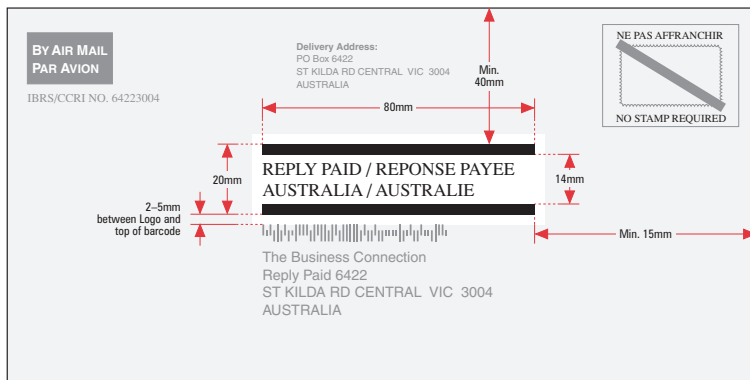 BY AIR MAIL
PAR AVION
IBRS/CCRI NO. 64223004
Delivery Address:
PO Box 6422
ST KILDA RD CENTRAL VIC 3004
AUSTRALIA
Min.
40mm
NE PAS AFFRANCHIR
NO STAMP REQUIRED
80mm
20mm
REPLY PAID / REPONSE PAYEE
AUSTRALIA / AUSTRALIE
14mm
2–5mm
between Logo and
top of barcode
Min. 15mm
The Business Connection
Reply Paid 6422
ST KILDA RD CENTRAL VIC 3004
AUSTRALIA